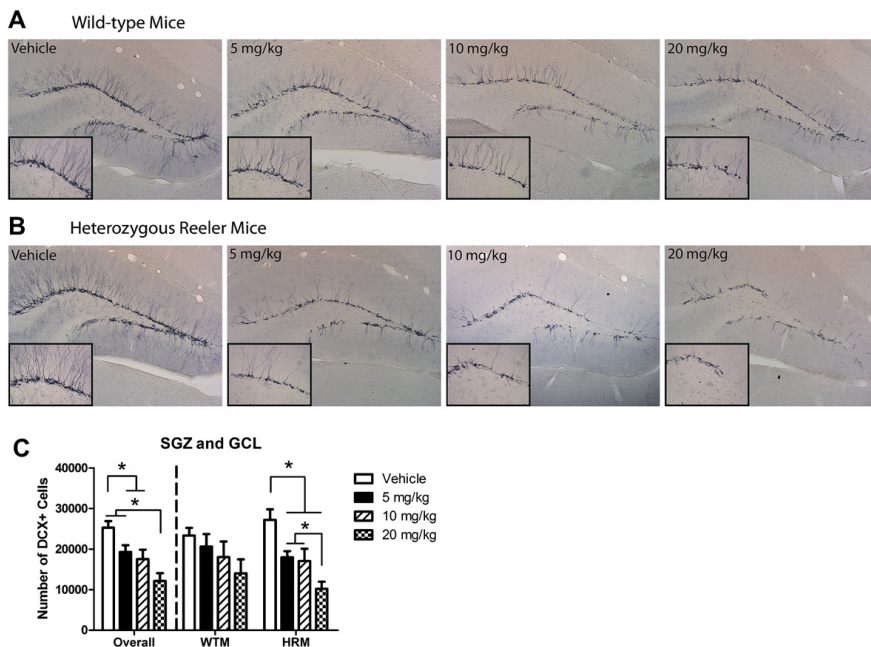 A Wild-type Mice
Vehicle 5 mg/kg 10 mg/kg 20 mg/kg
B Heterozygous Reeler Mice
Vehicle 5 mg/kg 10 mg/kg 20 mg/kg
C SGZ and GCL
Number of DCX+ Cells
40000
30000
20000
10000
0
* * * *
Overall WTM HRM
Vehicle
5 mg/kg
10 mg/kg
20 mg/kg